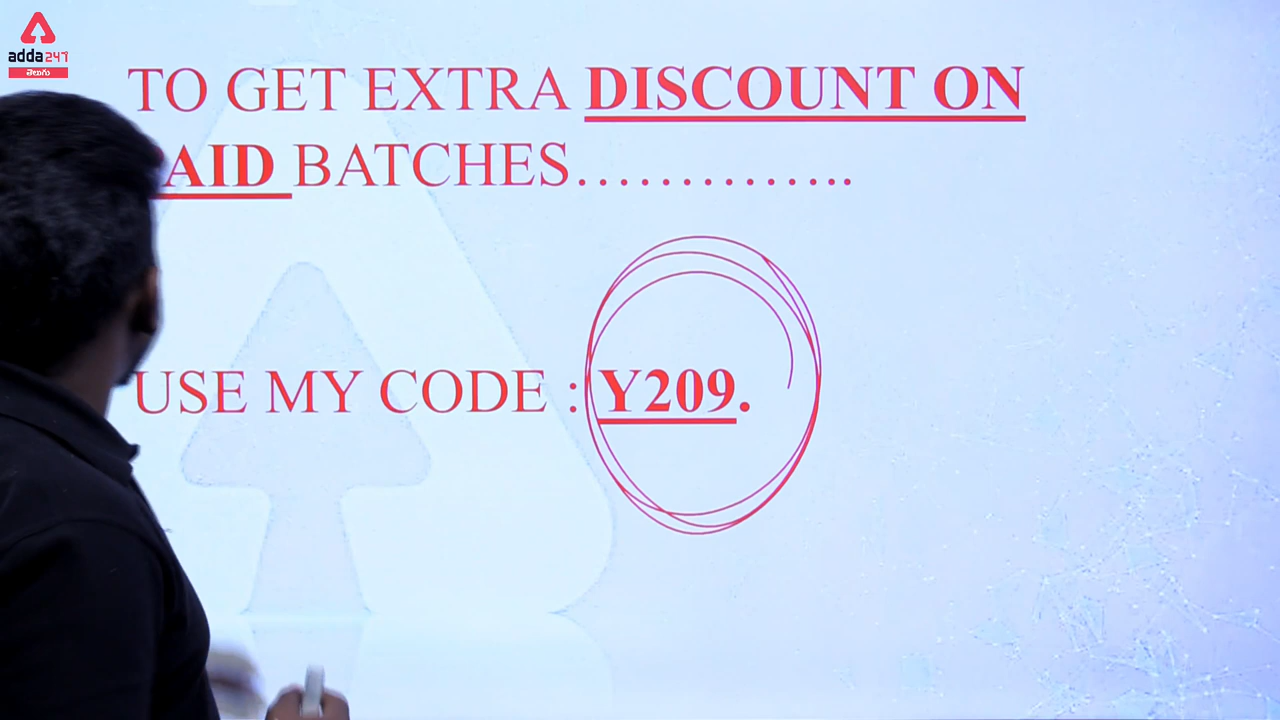 adda247
తెలుగు
TO GET EXTRA DISCOUNT ON
AID BATCHES..............
USE MY CODE : Y209.